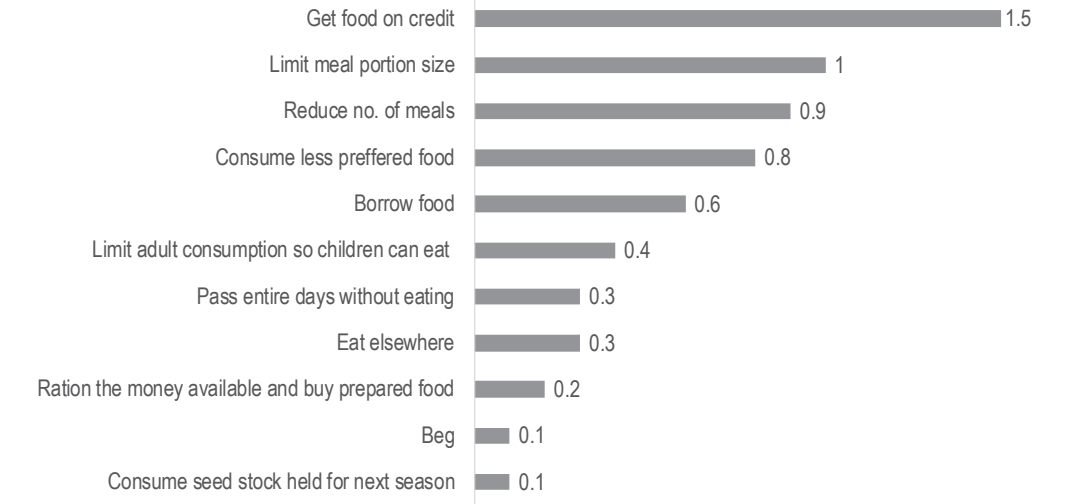 Get food on credit 1.5
Limit meal portion size 1
Reduce no. of meals 0.9
Consume less preffered food 0.8
Borrow food 0.6
Limit adult consumption so children can eat 0.4
Pass entire days without eating 0.3
Eat elsewhere 0.3
Ration the money available and buy prepared food 0.2
Beg 0.1
Consume seed stock held for next season 0.1